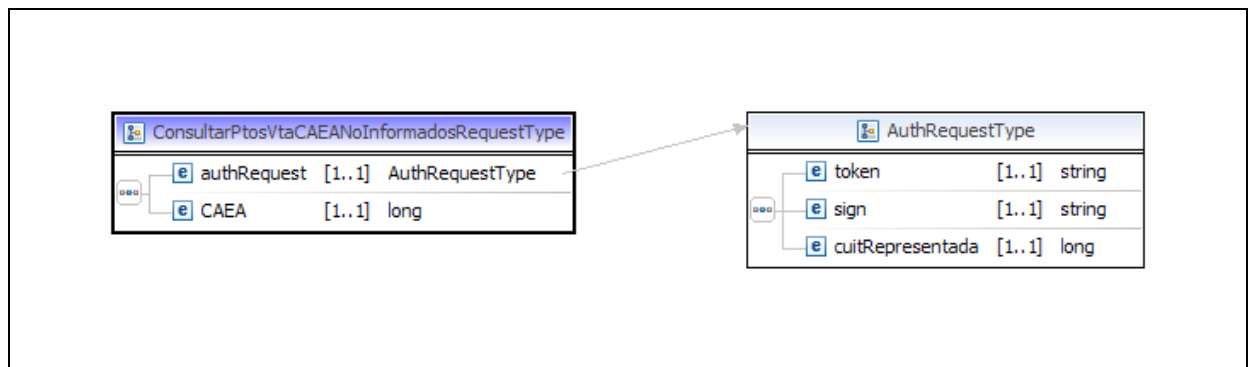 ConsultarPtosVtaCAEANoInformadosRequestType
authRequest [1..1] AuthRequestType
CAEA [1..1] long
AuthRequestType
token [1..1] string
sign [1..1] string
cuitRepresentada [1..1] long